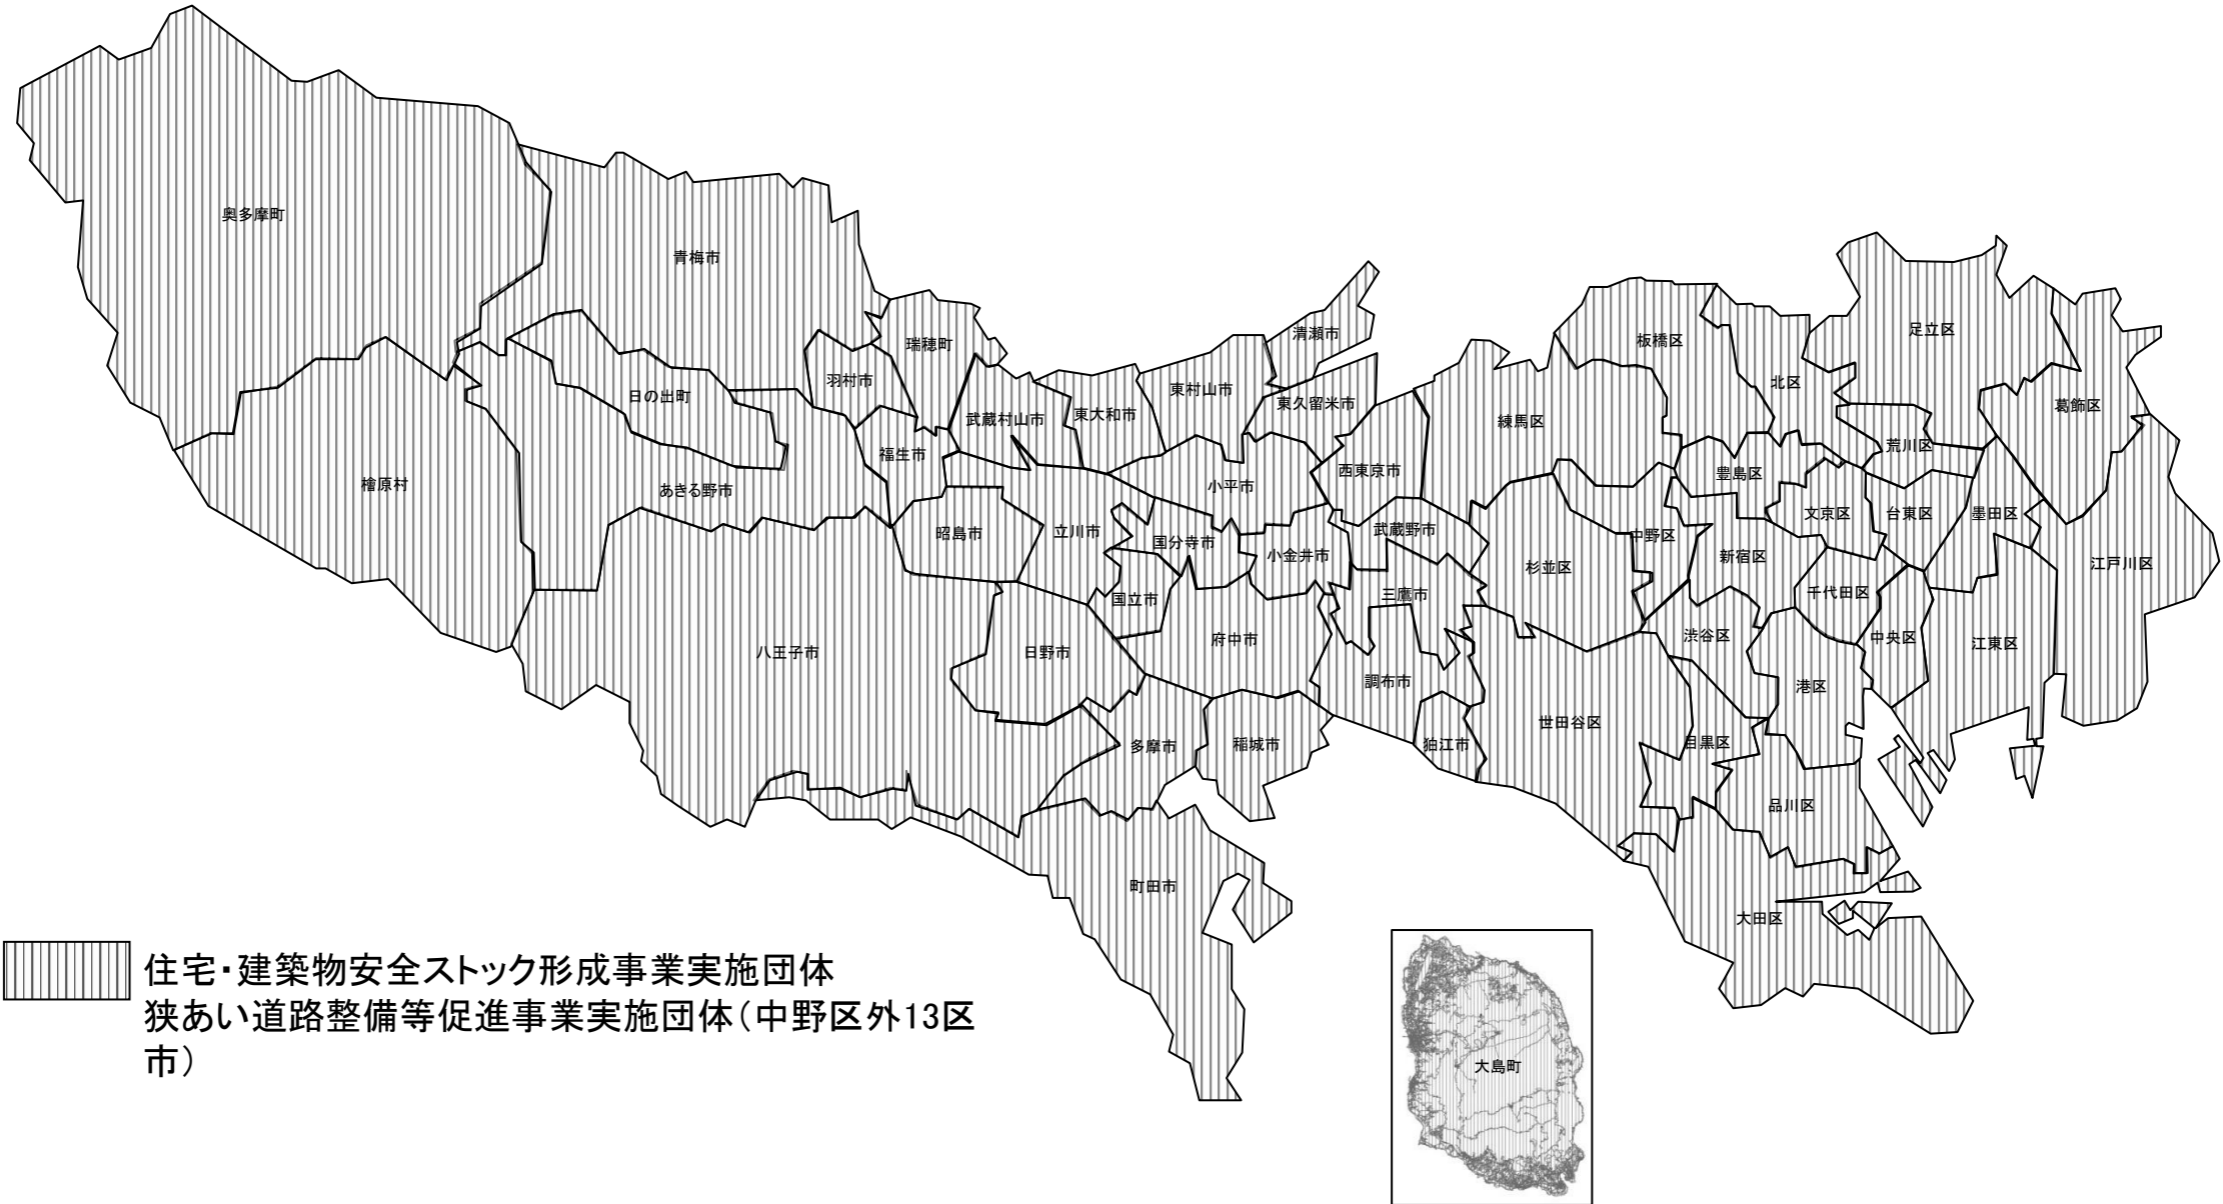 奥多摩町
青梅市
瑞穂町
羽村市
日の出町
檜原村
あきる野市
福生市
武蔵村山市
東大和市
東村山市
清瀬市
東久留米市
昭島市
立川市
小平市
西東京市
国分寺市
小金井市
武蔵野市
国立市
三鷹市
八王子市
日野市
府中市
調布市
多摩市
稲城市
狛江市
町田市
板橋区
足立区
北区
葛飾区
練馬区
荒川区
豊島区
文京区
台東区
墨田区
中野区
新宿区
杉並区
江戸川区
千代田区
渋谷区
中央区
江東区
港区
世田谷区
目黒区
品川区
大田区
大島町
住宅・建築物安全ストック形成事業実施団体
狭あい道路整備等促進事業実施団体（中野区外13区
市）